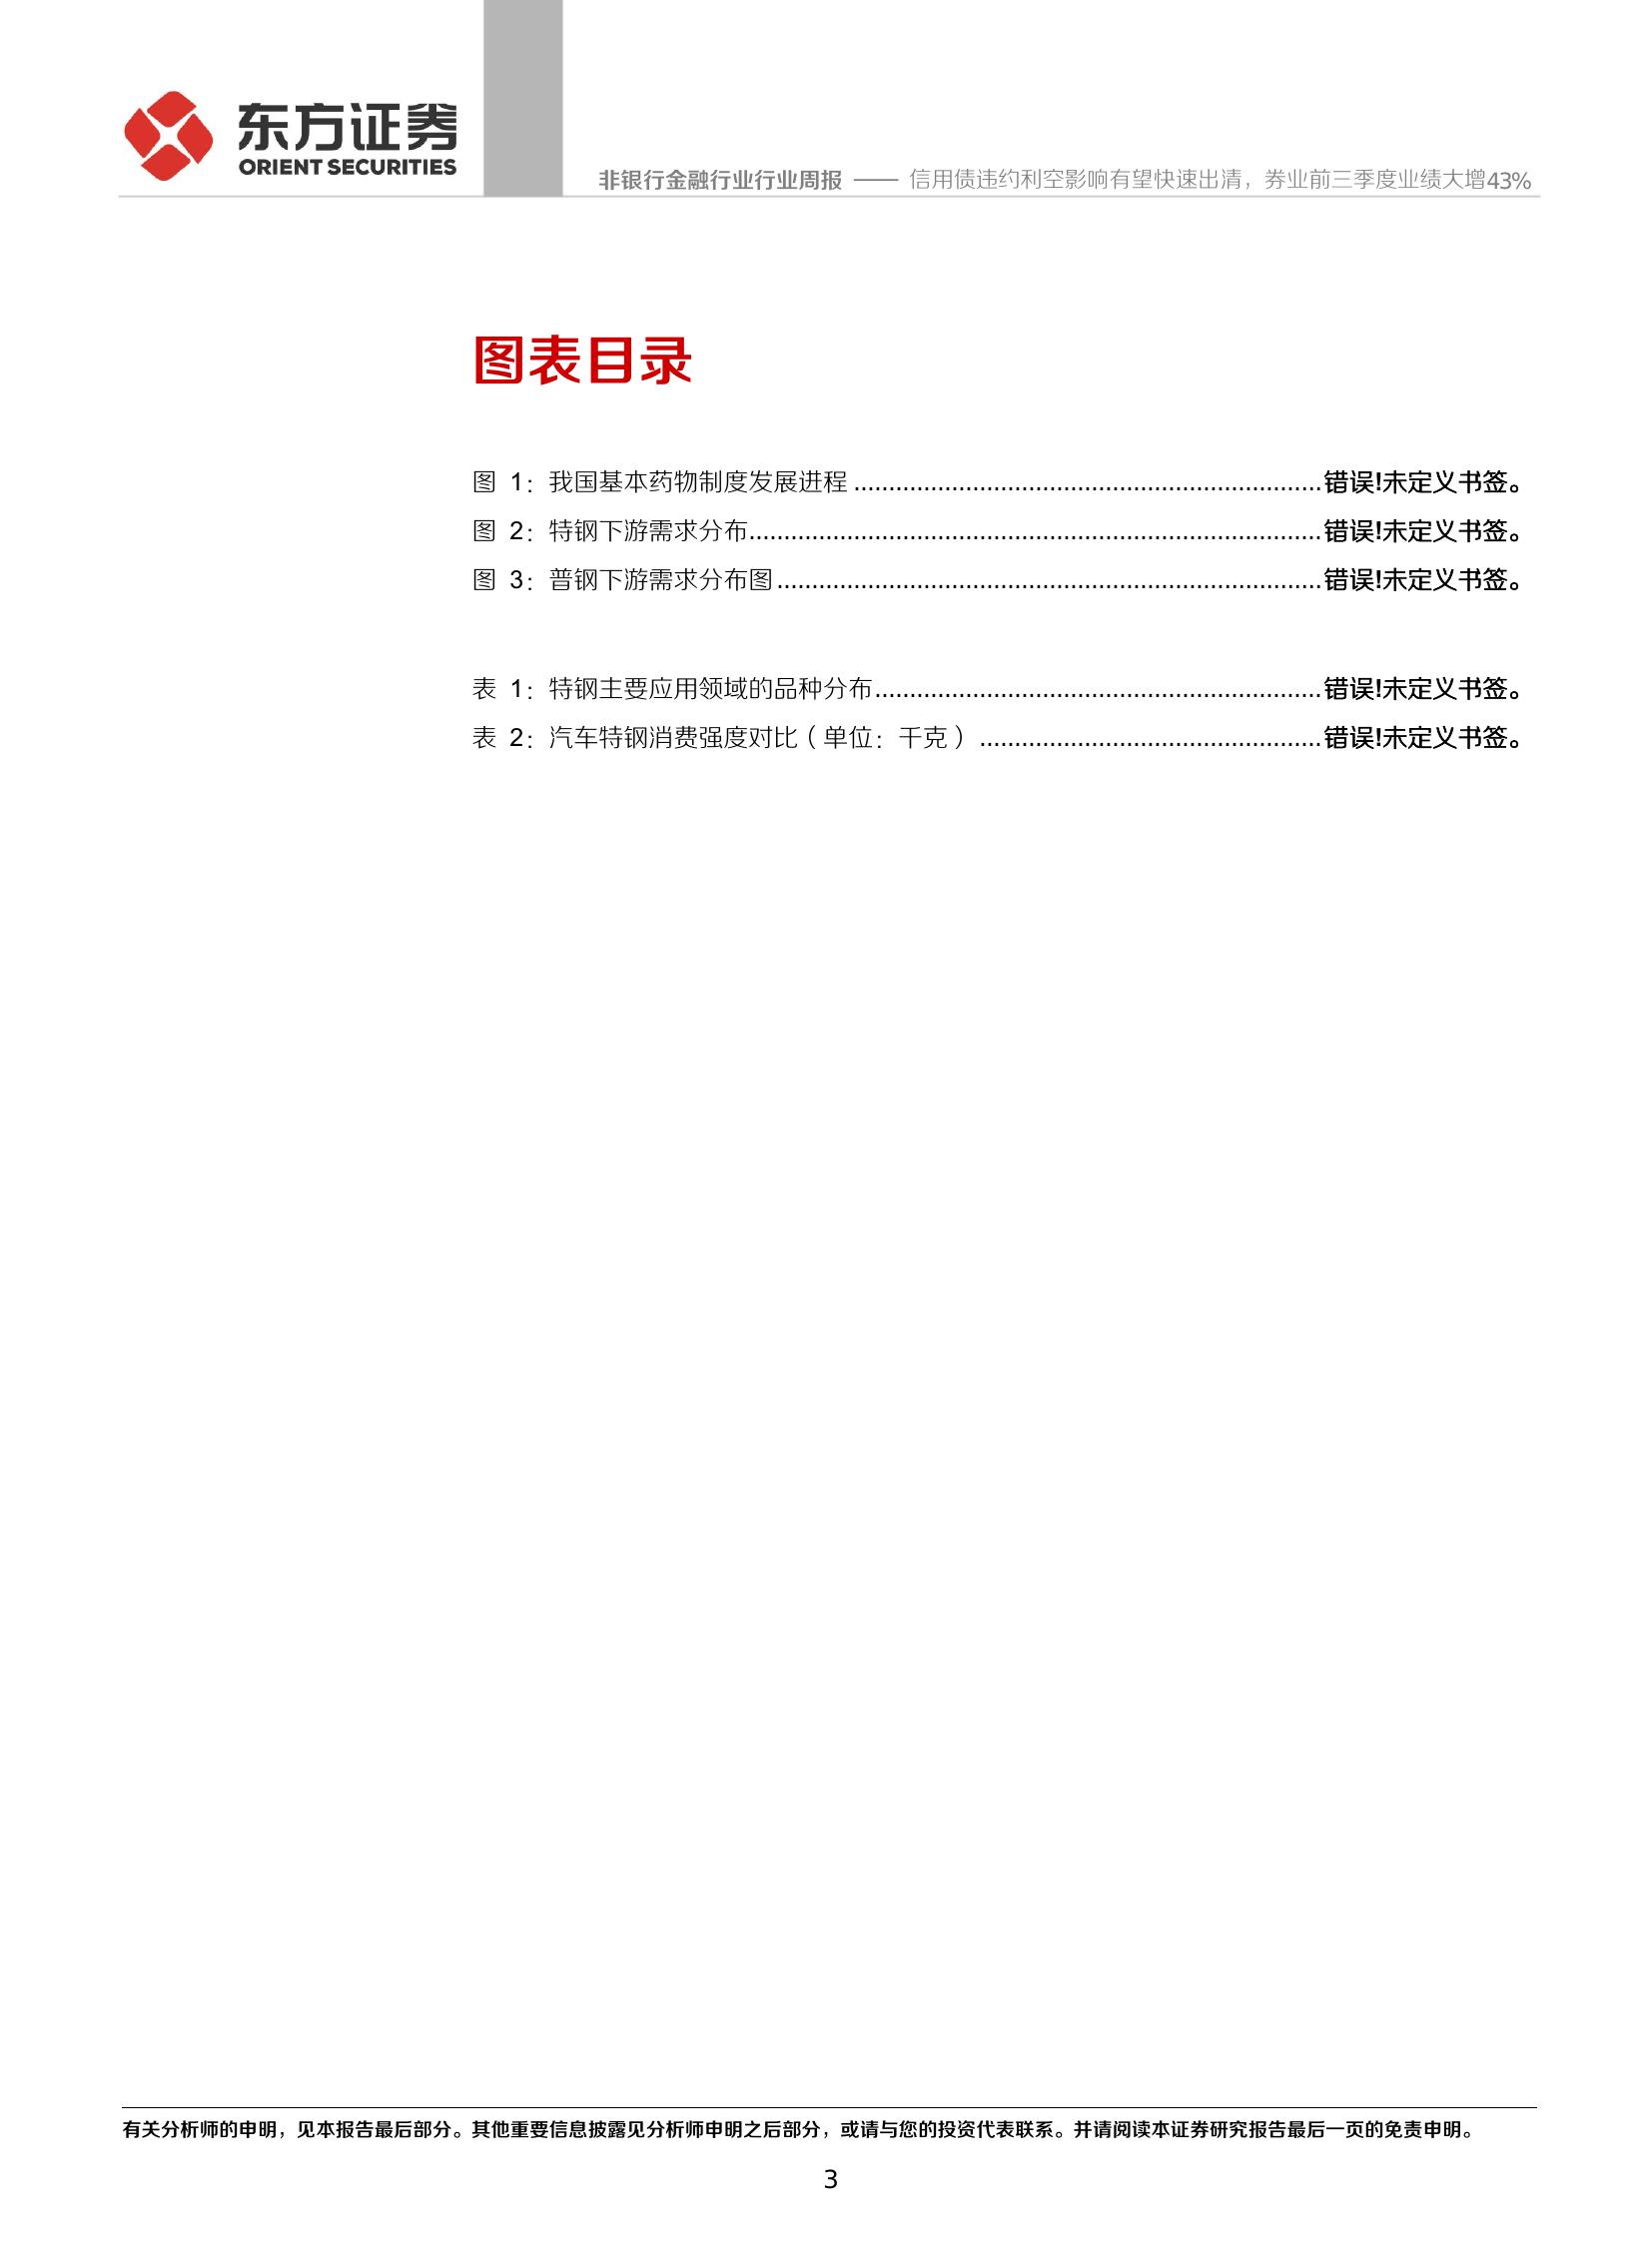 东方证券
ORIENT SECURITIES
非银行金融行业行业周报 —— 信用债违约利空影响有望快速出清，券业前三季度业绩大增43%
图表目录
图 1：我国基本药物制度发展进程 ................................................................... 错误!未定义书签。
图 2：特钢下游需求分布.................................................................................. 错误!未定义书签。
图 3：普钢下游需求分布图 .............................................................................. 错误!未定义书签。
表 1：特钢主要应用领域的品种分布................................................................ 错误!未定义书签。
表 2：汽车特钢消费强度对比（单位：千克） ................................................. 错误!未定义书签。
有关分析师的申明，见本报告最后部分。其他重要信息披露见分析师申明之后部分，或请与您的投资代表联系。并请阅读本证券研究报告最后一页的免责申明。
3